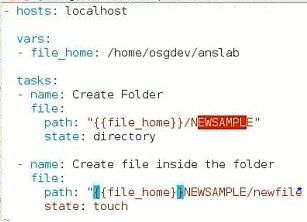 - hosts: localhost
vars:
- file_home: /home/osgdev/anslab
tasks:
- name: Create Folder
file:
path: "{{file_home}}/NEWSAMPLE"
state: directory
- name: Create file inside the folder
file:
path: "{{file_home}}NEWSAMPLE/newfile
state: touch
~